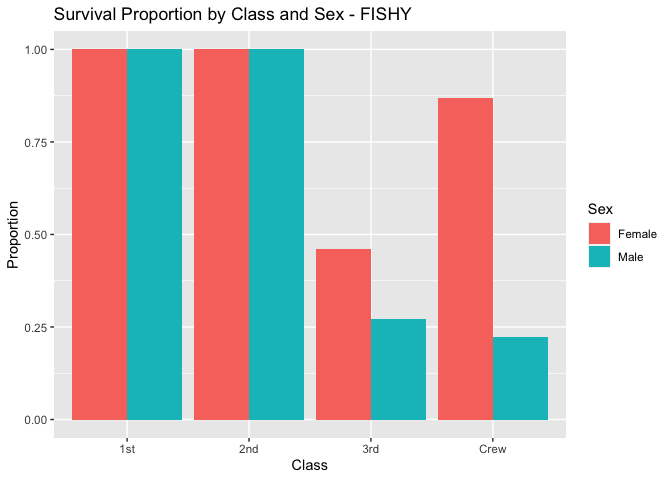 Survival Proportion by Class and Sex - FISHY
1.00
0.75
0.50
0.25
0.00
Proportion
1st 2nd 3rd Crew
Class
Sex
Female
Male